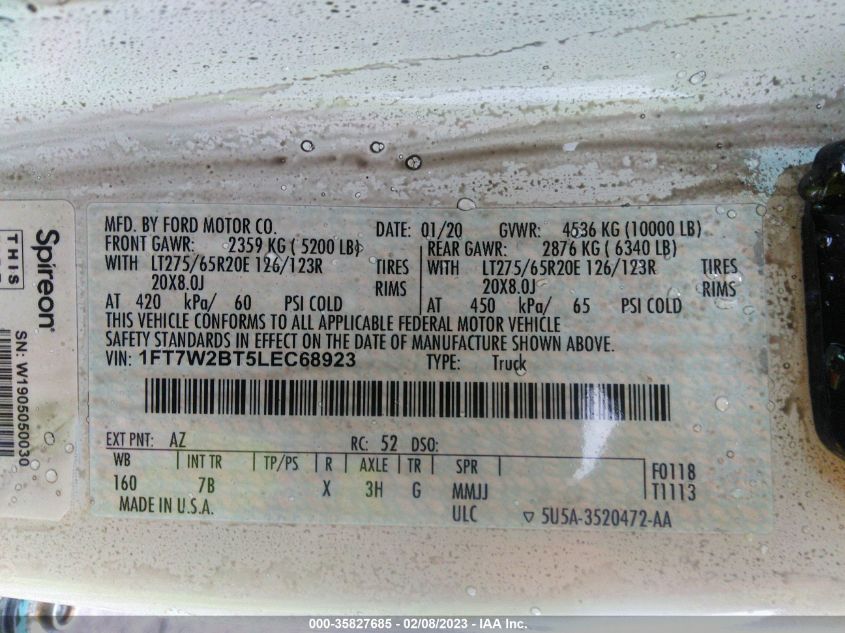 MFD. BY FORD MOTOR CO. DATE: 01/20 GVWR: 4536 KG (10000 LB)
FRONT GAWR: 2359 KG ( 5200 LB) REAR GAWR: 2876 KG ( 6340 LB)
WITH LT275/65R20E 126/123R TIRES WITH LT275/65R20E 126/123R TIRES
20X8.0J RIMS 20X8.0J RIMS
AT 420 kPa/ 60 PSI COLD AT 450 kPa/ 65 PSI COLD
THIS VEHICLE CONFORMS TO ALL APPLICABLE FEDERAL MOTOR VEHICLE
SAFETY STANDARDS IN EFFECT ON THE DATE OF MANUFACTURE SHOWN ABOVE.
VIN: 1FT7W2BT5LEC68923 TYPE: Truck
EXT PNT: AZ RC: 52 DSO:
WB INT TR TP/PS R AXLE TR SPR F0118
160 7B X 3H G MMJJ T1113
MADE IN U.S.A. ULC 5U5A-3520472-AA
Spireon
THIS
SN: W1905050030
000-35827685 - 02/08/2023 - IAA Inc.